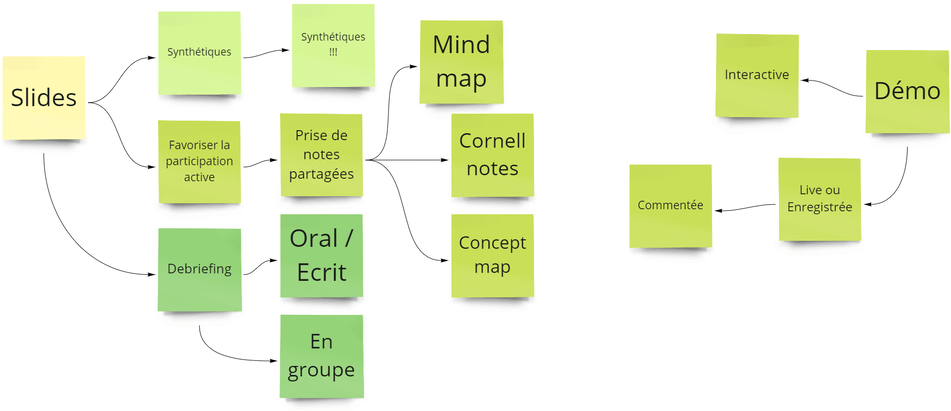 Slides
Synthétiques
Synthétiques
!!!
Favoriser la
participation
active
Prise de
notes
partagées
Mind
map
Cornell
notes
Concept
map
Debriefing
Oral /
Ecrit
En
groupe
Démo
Interactive
Live ou
Enregistrée
Commentée